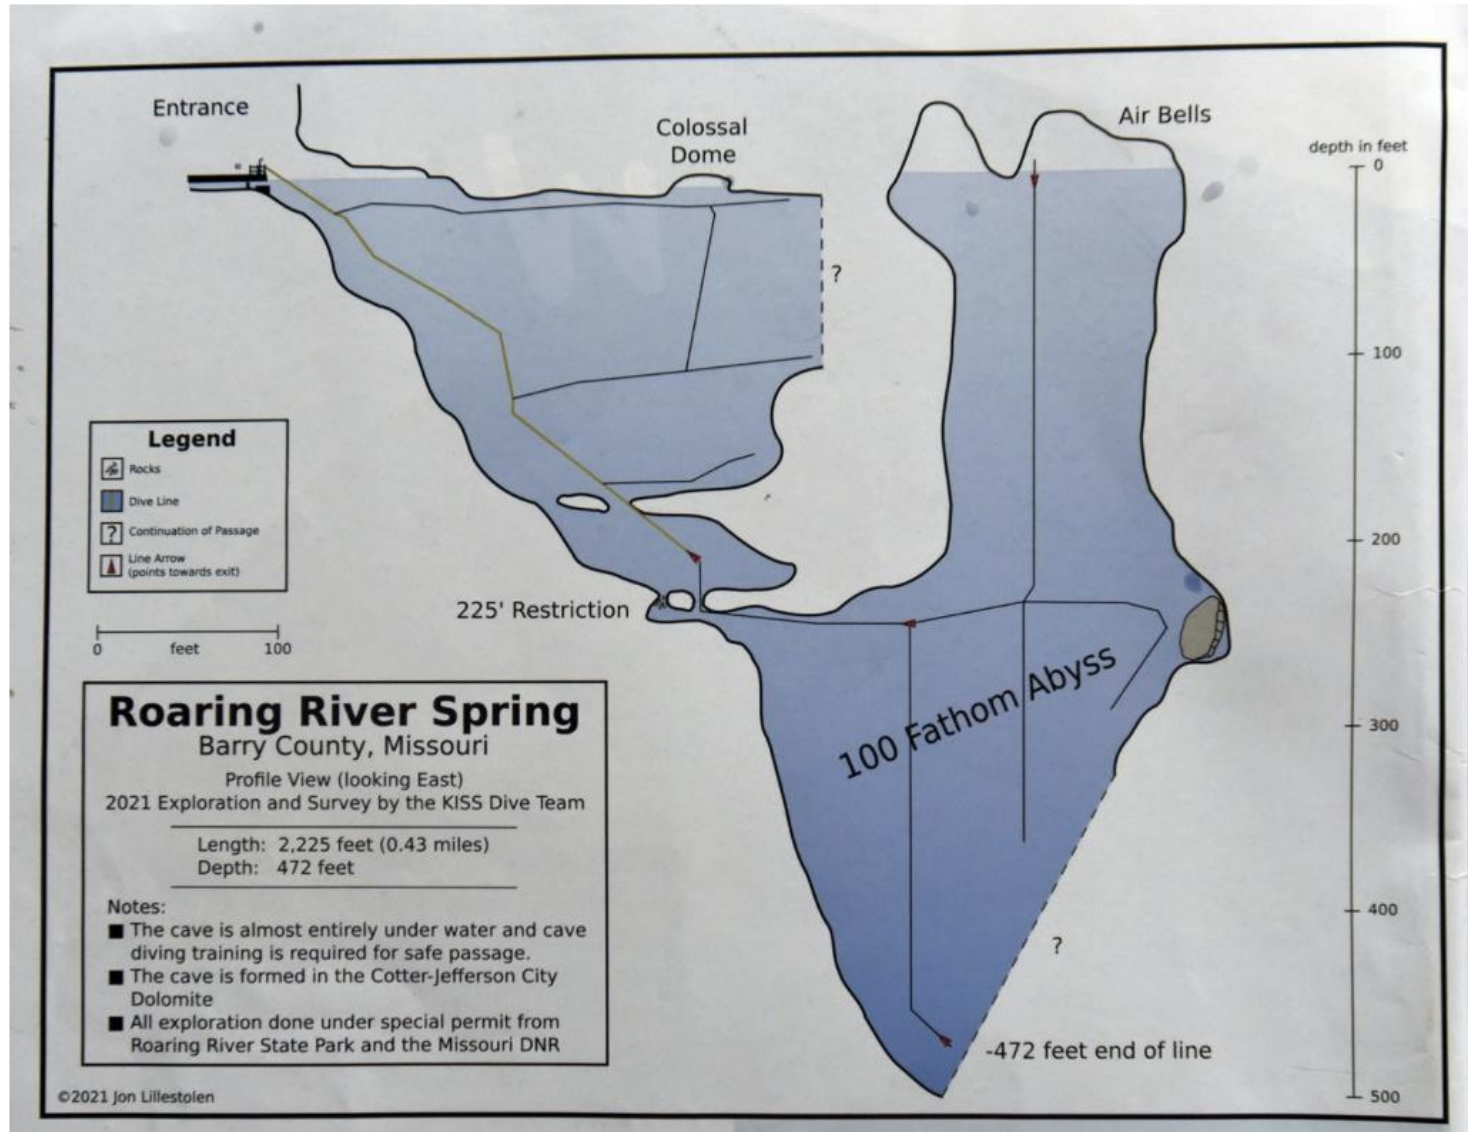 Entrance
Colossal
Dome
Air Bells
depth in feet
0
?
100
Legend
Rocks
Dive Line
? Continuation of Passage
Line Arrow
(points towards exit)
200
225' Restriction
0 feet 100
100 Fathom Abyss
300
Roaring River Spring
Barry County, Missouri
Profile View (looking East)
2021 Exploration and Survey by the KISS Dive Team
Length: 2,225 feet (0.43 miles)
Depth: 472 feet
Notes:
■ The cave is almost entirely under water and cave
diving training is required for safe passage.
■ The cave is formed in the Cotter-Jefferson City
Dolomite
■ All exploration done under special permit from
Roaring River State Park and the Missouri DNR
400
?
-472 feet end of line
500
©2021 Jon Lillestolen